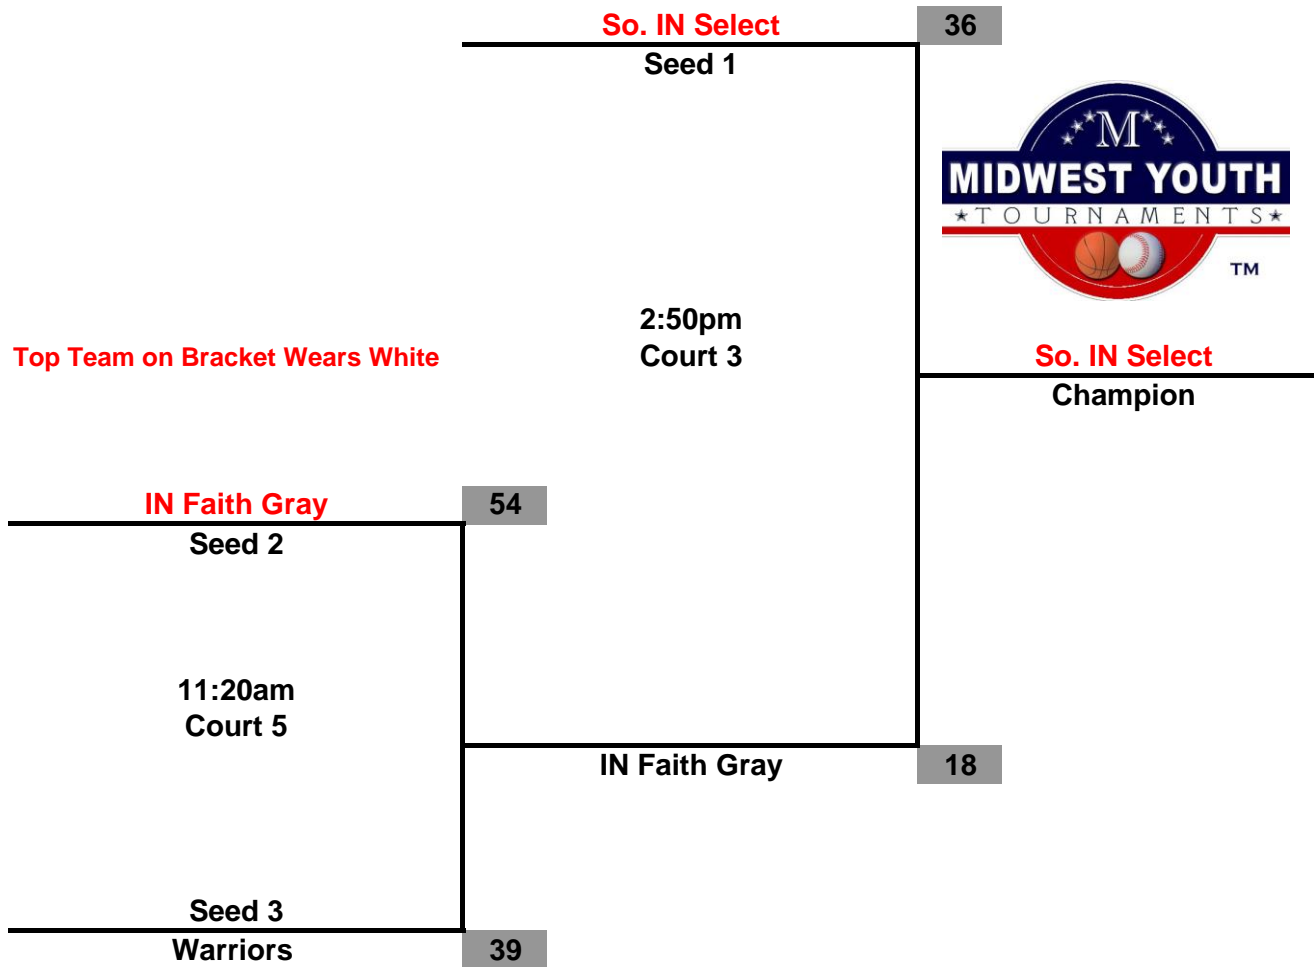 So. IN Select 36
Seed 1
M
MIDWEST YOUTH
TOURNAMENTS
TM
2:50pm
Top Team on Bracket Wears White Court 3 So. IN Select
Champion
IN Faith Gray 54
Seed 2
11:20am
Court 5
IN Faith Gray 18
Seed 3
Warriors 39